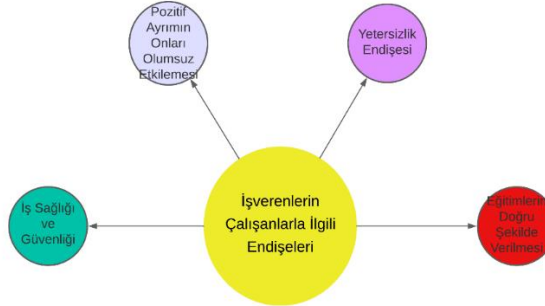 Pozitif
Ayrımın
Onları
Olumsuz
Etkilemesi
Yetersizlik
Endişesi
İşverenlerin
Çalışanlarla İlgili
Endişeleri
İş Sağlığı
ve
Güvenliği
Eğitimlerin
Doğru
Şekilde
Verilmesi